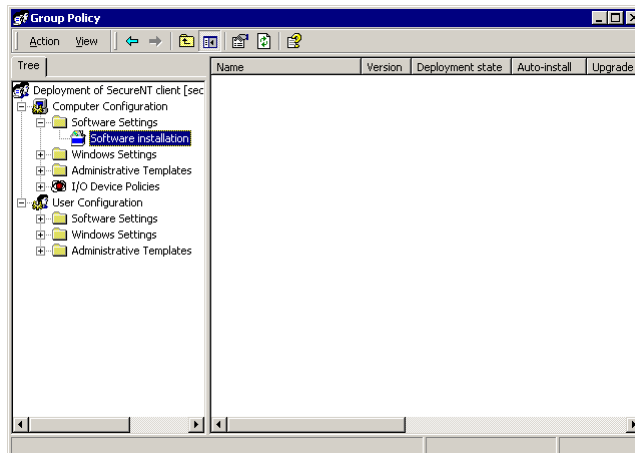 Group Policy
Action View
Tree
Name Version Deployment state Auto-install Upgrade
Deployment of SecureNT client [sec
Computer Configuration
Software Settings
Software installation
Windows Settings
Administrative Templates
I/O Device Policies
User Configuration
Software Settings
Windows Settings
Administrative Templates